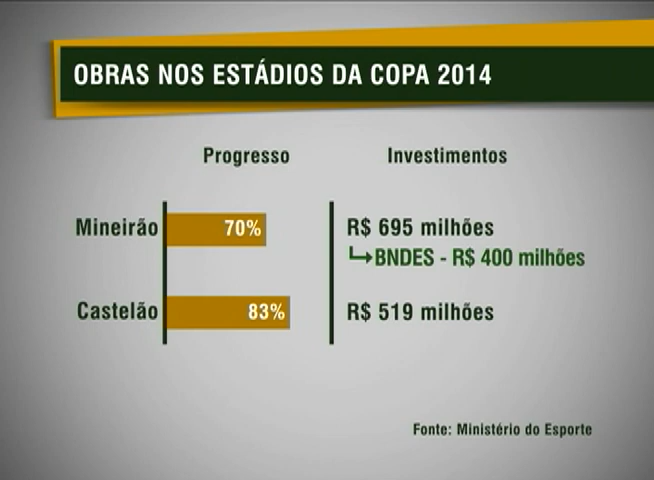 OBRAS NOS ESTÁDIOS DA COPA 2014
Progresso Investimentos
Mineirão 70% R$ 695 milhões
BNDES - R$ 400 milhões
Castelão 83% R$ 519 milhões
Fonte: Ministério do Esporte